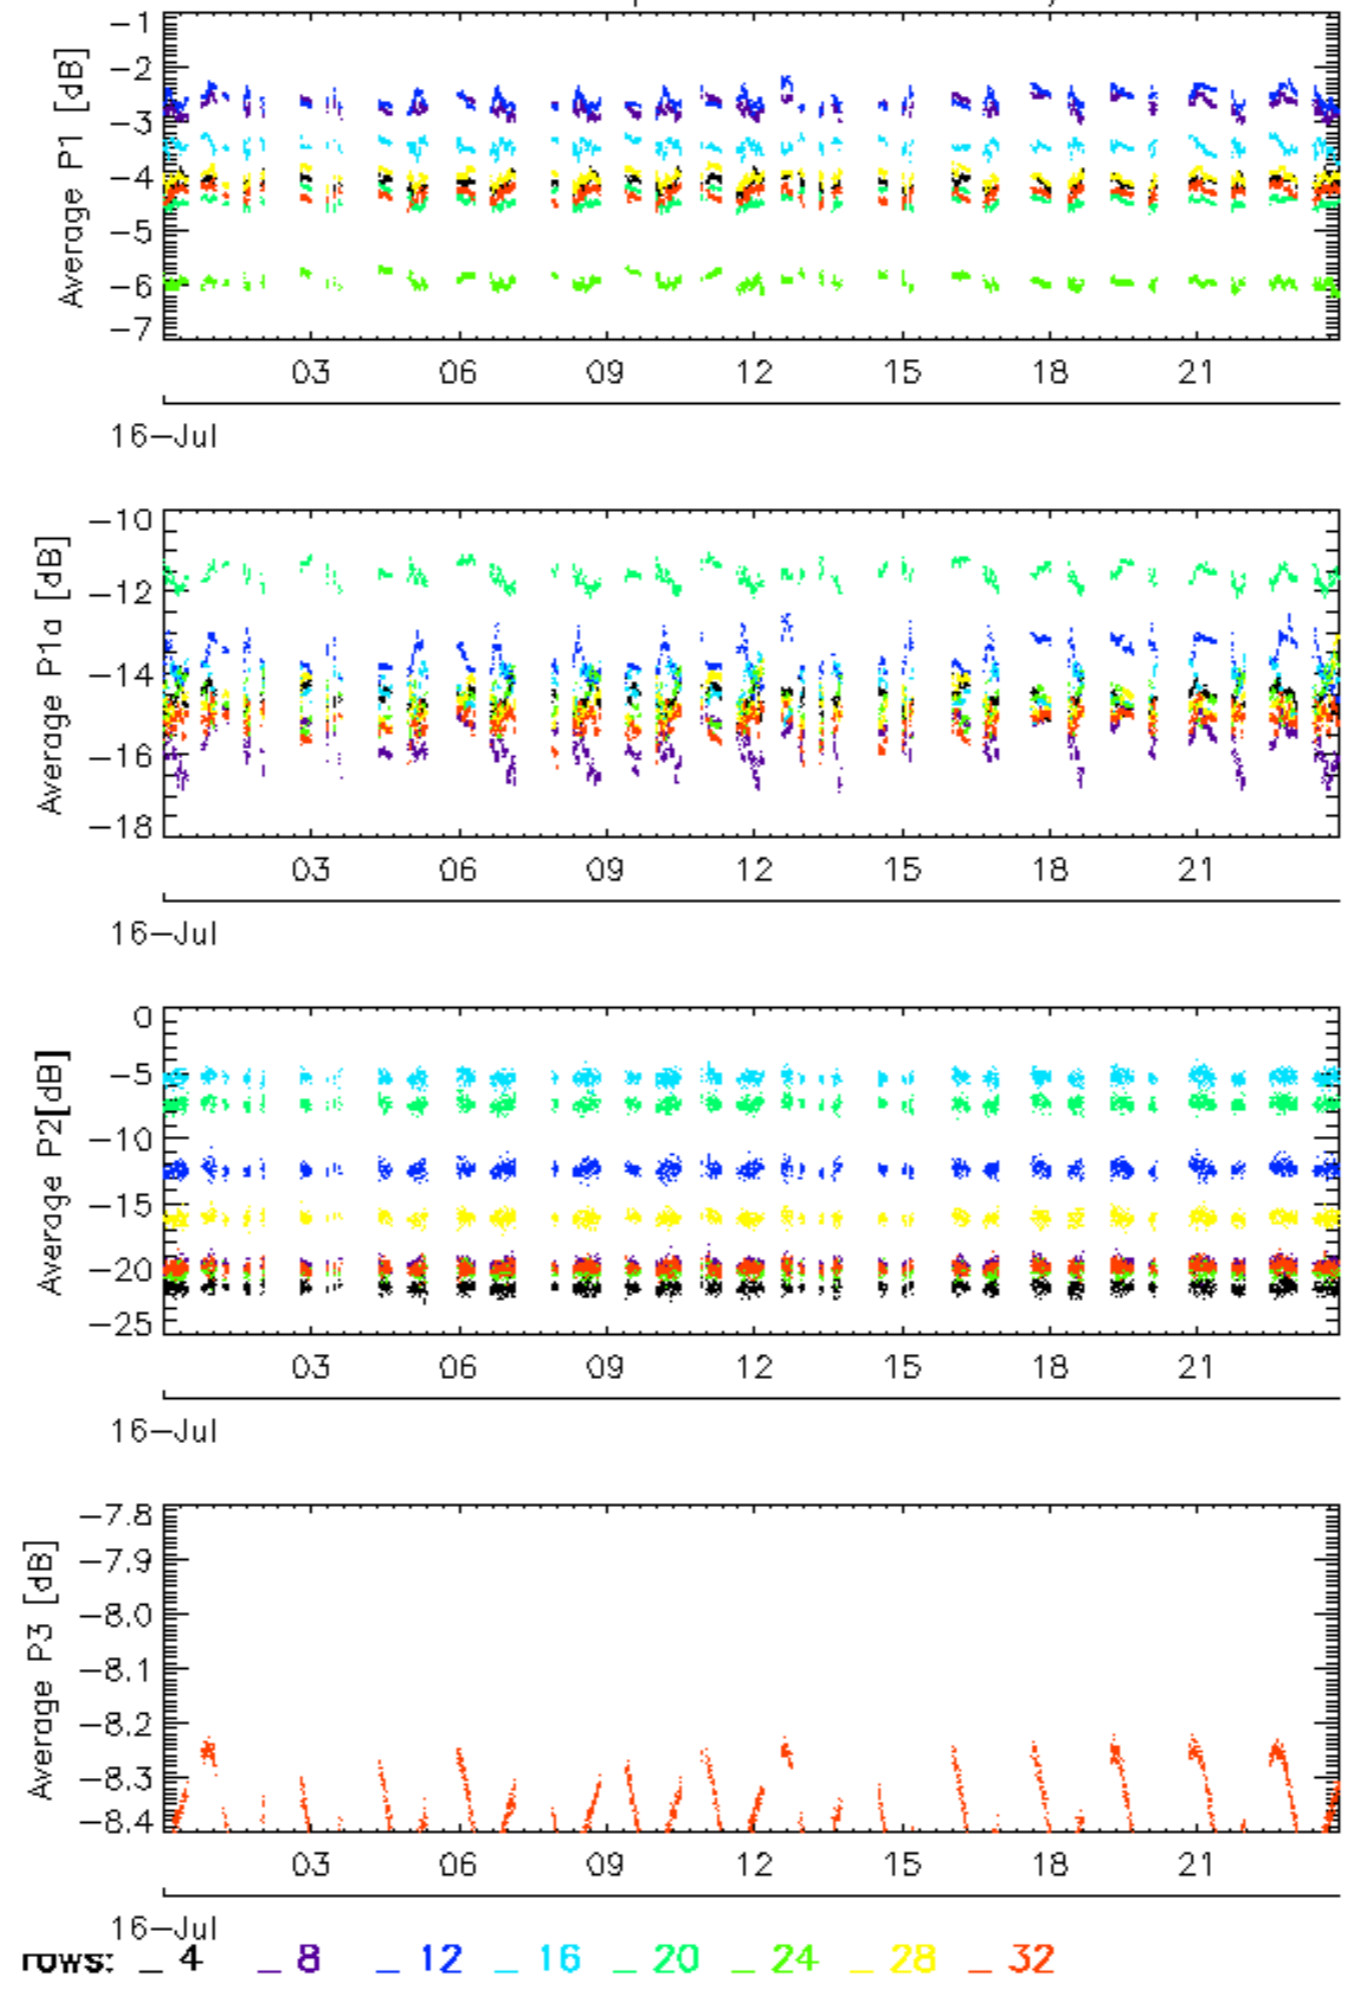 Average P1 [dB]
-1
-2
-3
-4
-5
-6
-7
03 06 09 12 15 18 21
16-Jul
Average P1a [dB]
-10
-12
-14
-16
-18
03 06 09 12 15 18 21
16-Jul
Average P2[dB]
0
-5
-10
-15
-20
-25
03 06 09 12 15 18 21
16-Jul
Average P3 [dB]
-7.8
-7.9
-8.0
-8.1
-8.2
-8.3
-8.4
03 06 09 12 15 18 21
16-Jul
rows: _ 4 _ 8 _ 12 _ 16 _ 20 _ 24 _ 28 _ 32